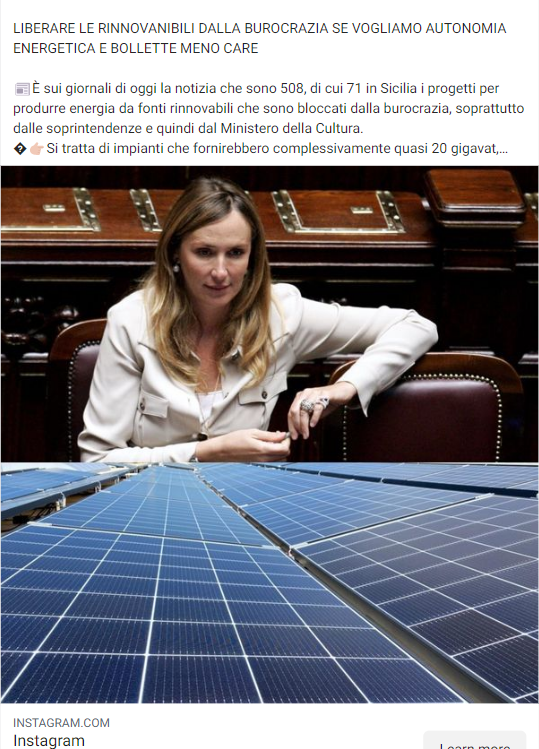 LIBERARE LE RINNOVANIBILI DALLA BUROCRAZIA SE VOGLIAMO AUTONOMIA
ENERGETICA E BOLLETTE MENO CARE
📰È sui giornali di oggi la notizia che sono 508, di cui 71 in Sicilia i progetti per
produrre energia da fonti rinnovabili che sono bloccati dalla burocrazia, soprattutto
dalle soprintendenze e quindi dal Ministero della Cultura.
�👉🏻Si tratta di impianti che fornirebbero complessivamente quasi 20 gigavat,...
INSTAGRAM.COM
Instagram
Learn more